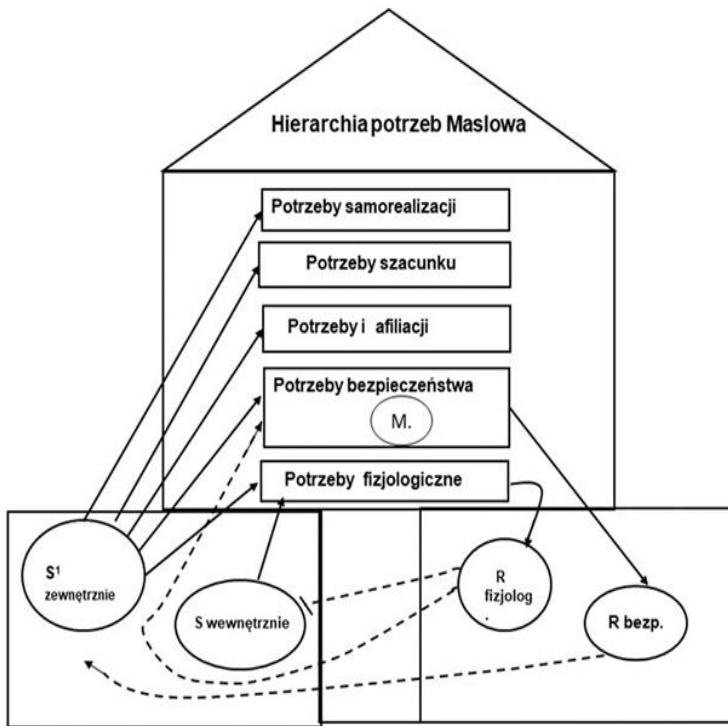 Hierarchia potrzeb Maslowa
Potrzeby samorealizacji
Potrzeby szacunku
Potrzeby i afiliacji
Potrzeby bezpieczeństwa
M.
Potrzeby fizjologiczne
S¹
zewnętrznie
S wewnętrznie
R
fizjolog
.
R bezp.